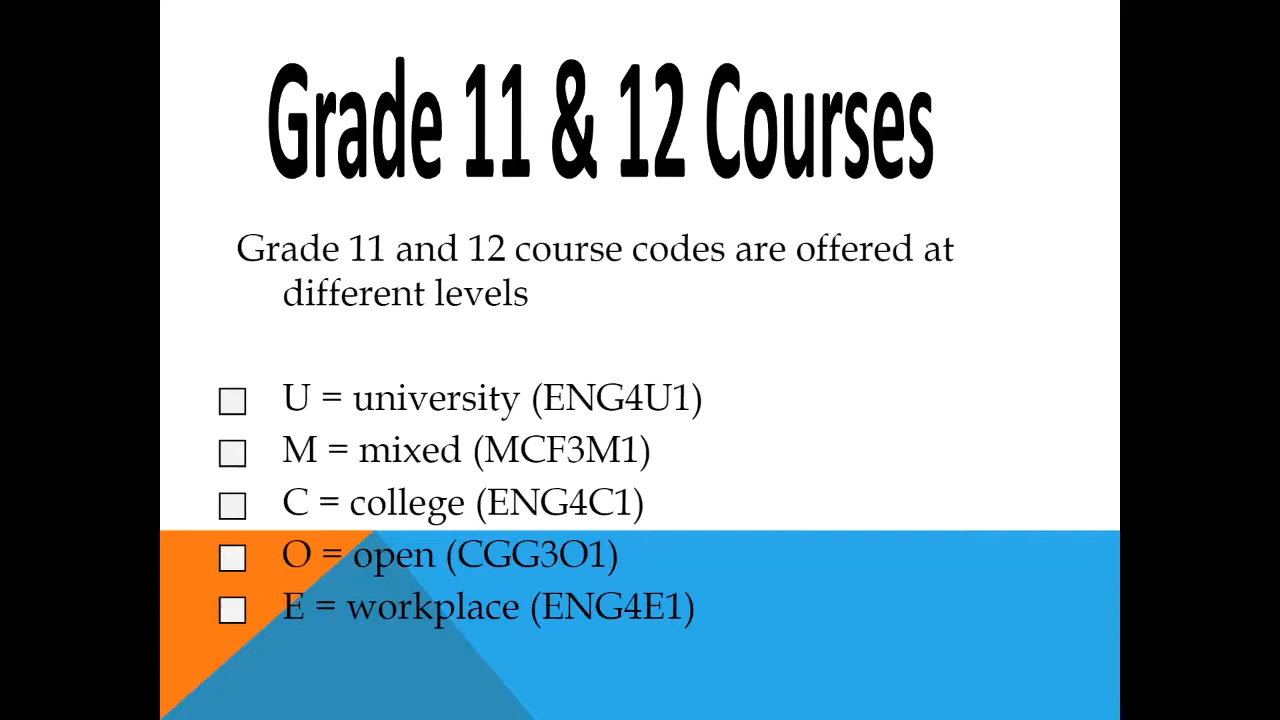 Grade 11 & 12 Courses
Grade 11 and 12 course codes are offered at
different levels
U = university (ENG4U1)
M = mixed (MCF3M1)
C = college (ENG4C1)
O = open (CGG3O1)
E = workplace (ENG4E1)